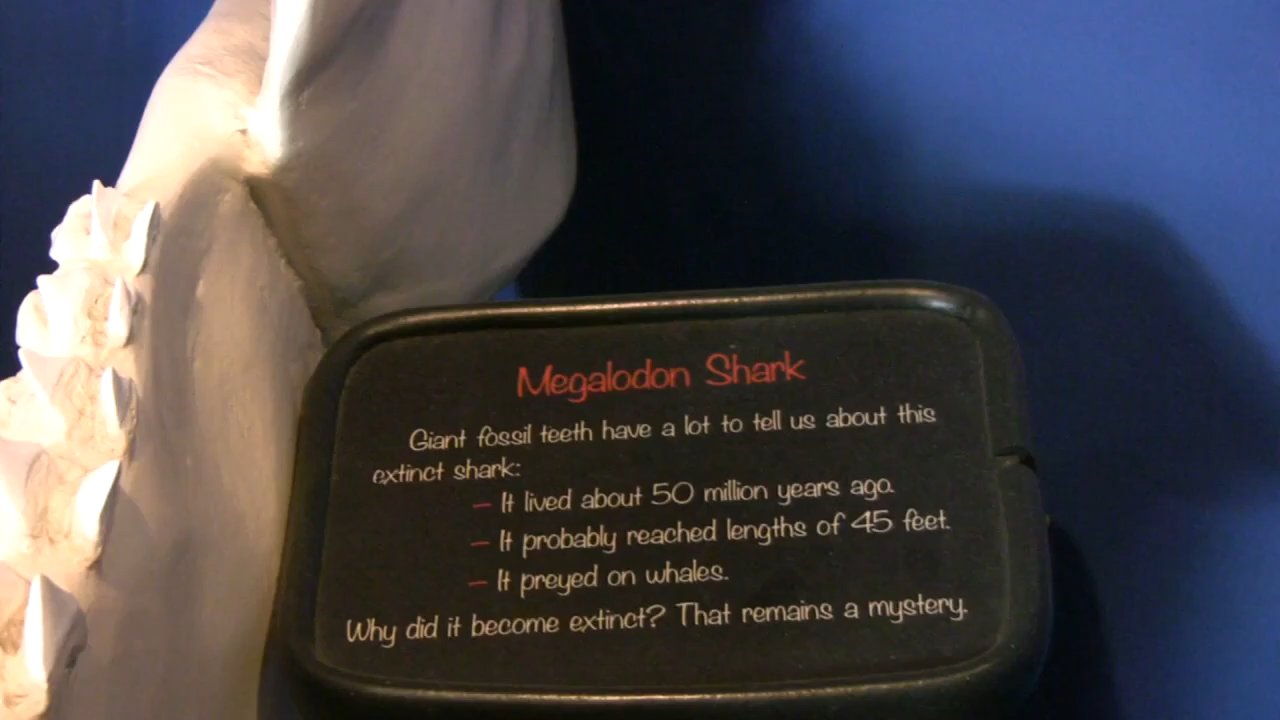 Megalodon Shark
Giant fossil teeth have a lot to tell us about this
extinct shark:
— It lived about 50 million years ago.
— It probably reached lengths of 45 feet.
— It preyed on whales.
Why did it become extinct? That remains a mystery.